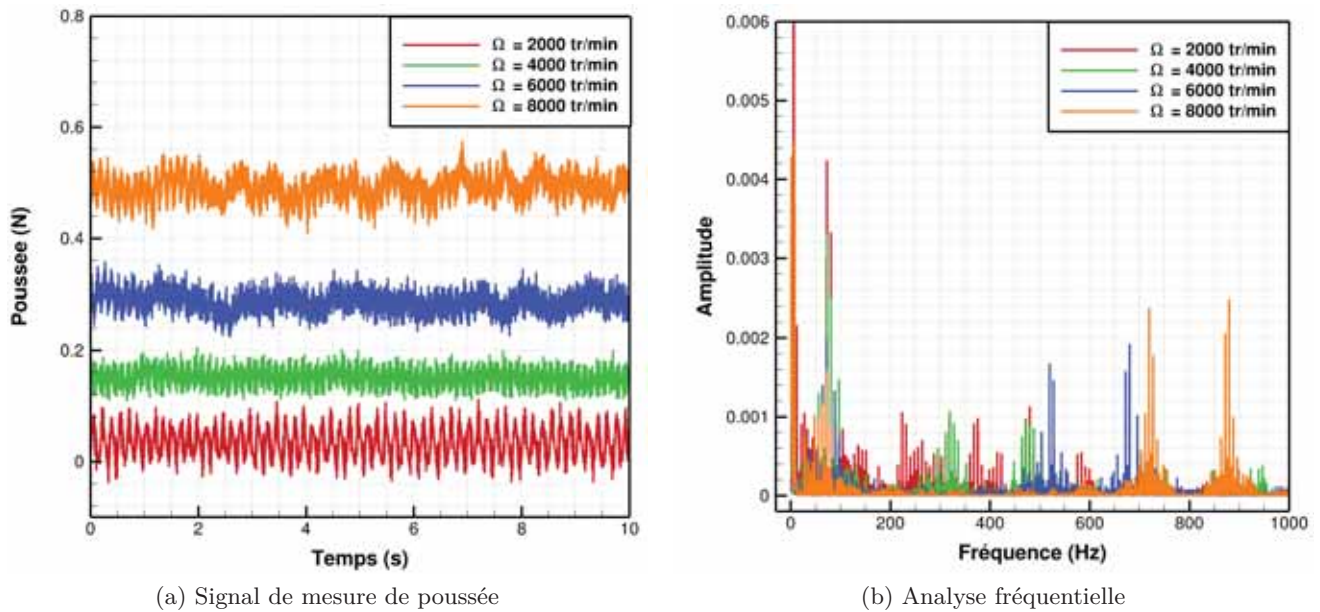 0.8
0.6
0.4
0.2
0
Poussee (N)
0 2 4 6 8 10
Temps (s)
Ω = 2000 tr/min
Ω = 4000 tr/min
Ω = 6000 tr/min
Ω = 8000 tr/min
(a) Signal de mesure de poussée
0.006
0.005
0.004
0.003
0.002
0.001
0
Amplitude
0 200 400 600 800 1000
Fréquence (Hz)
Ω = 2000 tr/min
Ω = 4000 tr/min
Ω = 6000 tr/min
Ω = 8000 tr/min
(b) Analyse fréquentielle